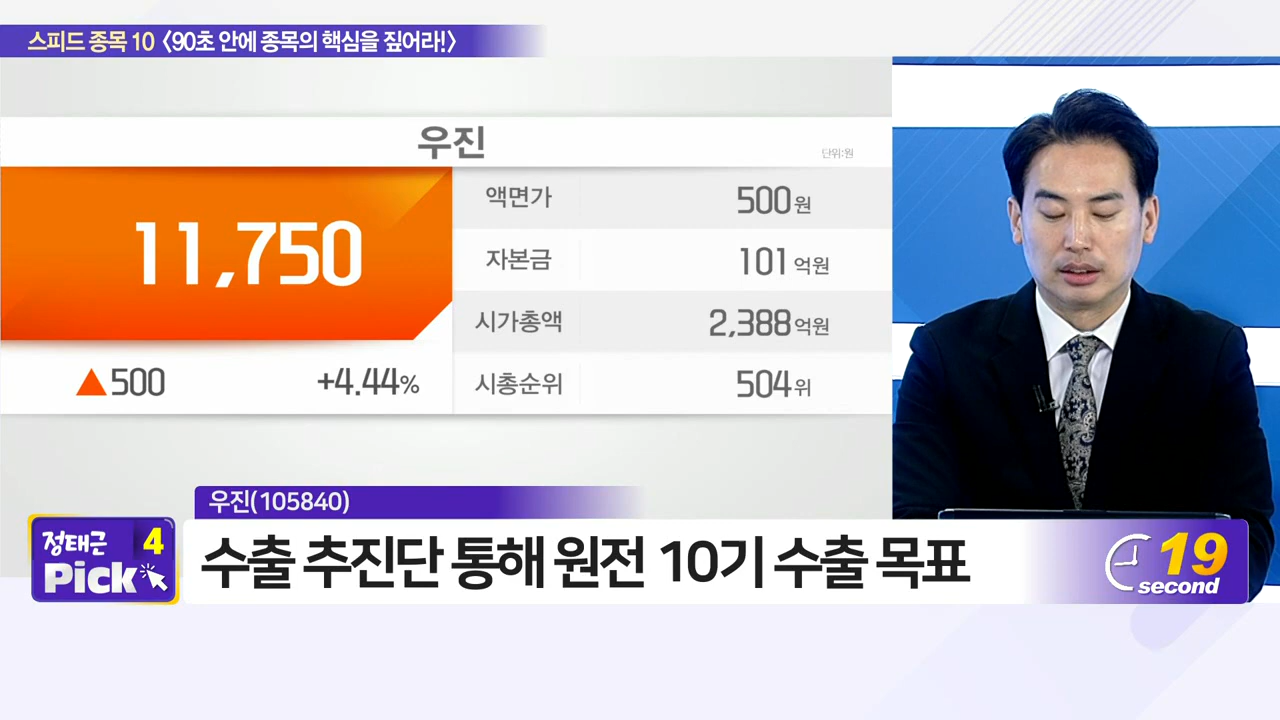 스피드 종목 10 〈90초 안에 종목의 핵심을 짚어라!〉
우진
단위:원
11,750
▲500 +4.44%
액면가 500원
자본금 101억원
시가총액 2,388억원
시총순위 504위
우진(105840)
정태근 4
Pick
수출 추진단 통해 원전 10기 수출 목표
19
second